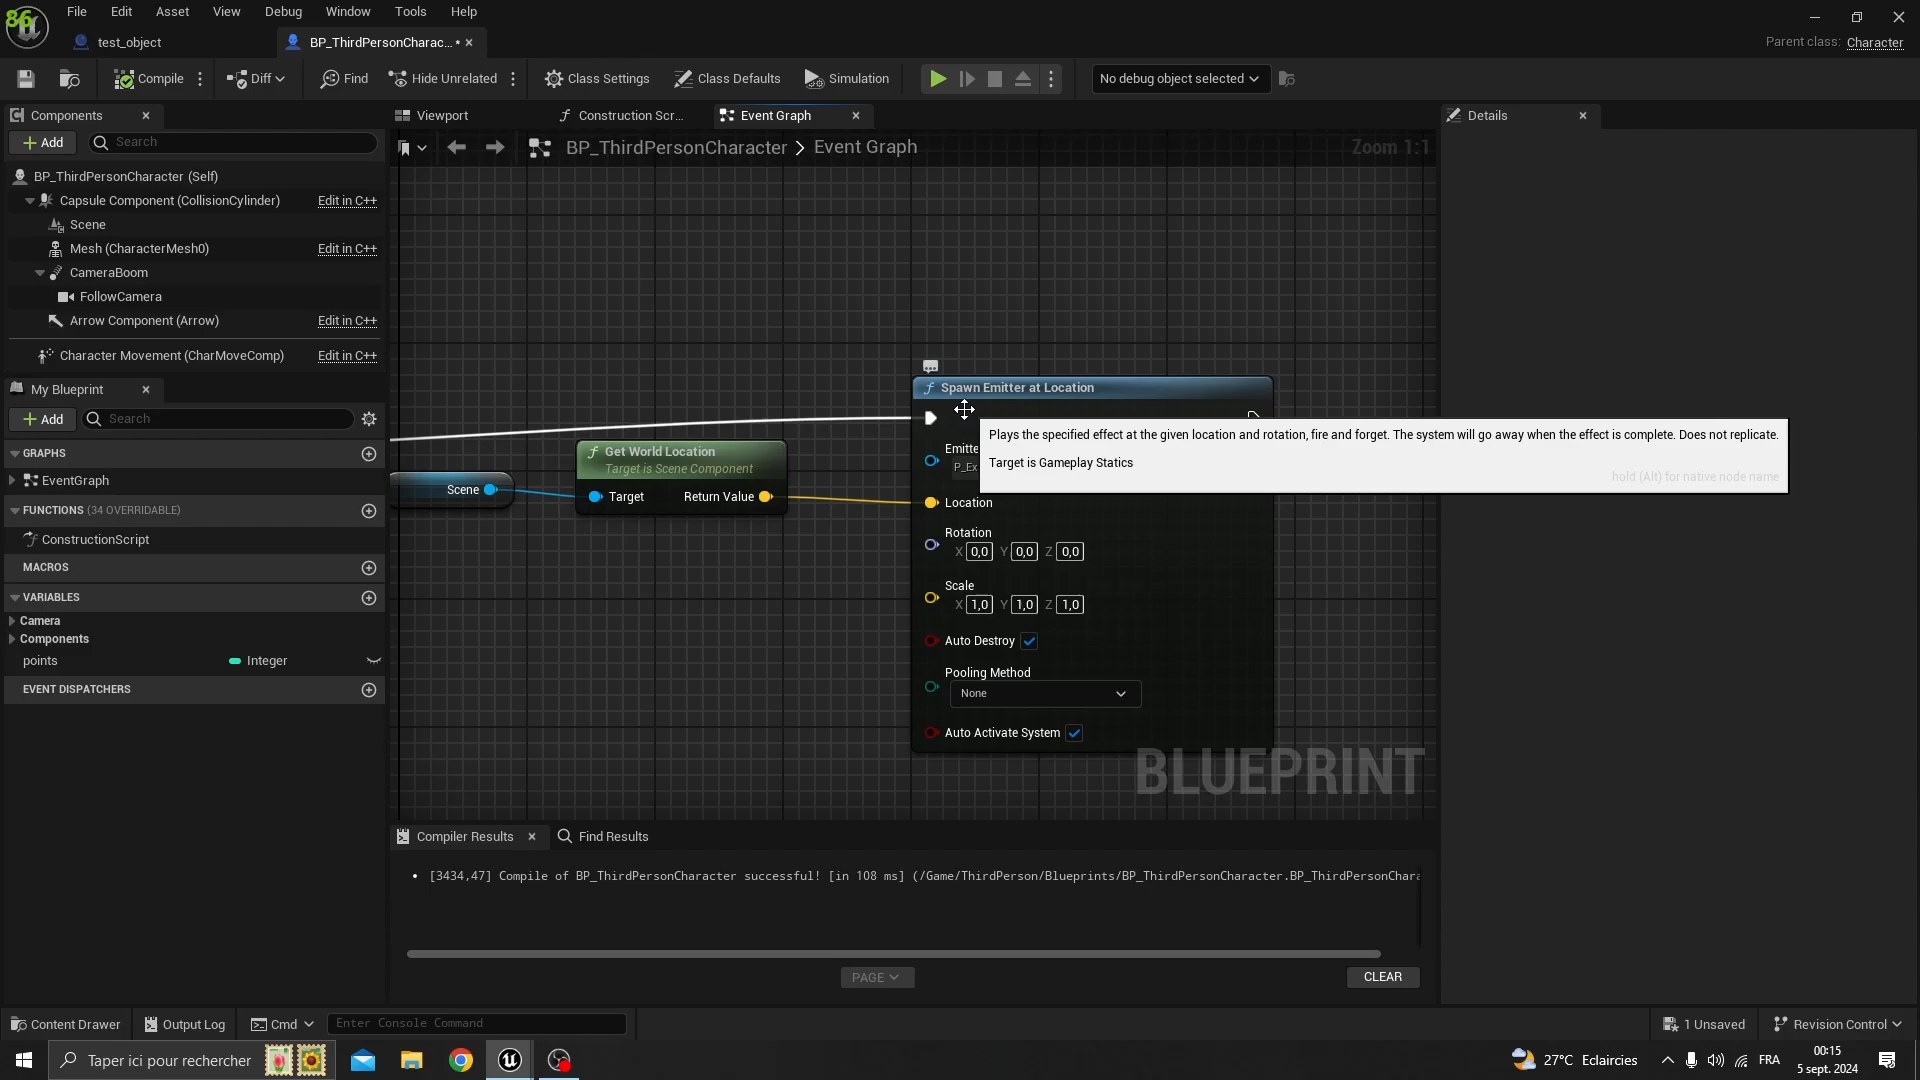 86
File Edit Asset View Debug Window Tools Help
test_object
BP_ThirdPersonCharac... *
Parent class: Character
Compile
Diff
Find
Hide Unrelated
Class Settings
Class Defaults
Simulation
No debug object selected
Components
Add
Search
BP_ThirdPersonCharacter (Self)
Capsule Component (CollisionCylinder) Edit in C++
Scene
Mesh (CharacterMesh0) Edit in C++
CameraBoom
FollowCamera
Arrow Component (Arrow) Edit in C++
Character Movement (CharMoveComp) Edit in C++
My Blueprint
Add
Search
GRAPHS
EventGraph
FUNCTIONS (34 OVERRIDABLE)
ConstructionScript
MACROS
VARIABLES
Camera
Components
points Integer
EVENT DISPATCHERS
Viewport
Construction Scr...
Event Graph
BP_ThirdPersonCharacter > Event Graph
Zoom 1:1
Scene
Get World Location
Target is Scene Component
Target Return Value
Spawn Emitter at Location
Emitte
P_Ex
Location
Rotation
X 0,0 Y 0,0 Z 0,0
Scale
X 1,0 Y 1,0 Z 1,0
Auto Destroy
Pooling Method
None
Auto Activate System
Plays the specified effect at the given location and rotation, fire and forget. The system will go away when the effect is complete. Does not replicate.
Target is Gameplay Statics
hold (Alt) for native node name
BLUEPRINT
Details
Compiler Results
Find Results
• [3434,47] Compile of BP_ThirdPersonCharacter successful! [in 108 ms] (/Game/ThirdPerson/Blueprints/BP_ThirdPersonCharacter.BP_ThirdPersonChara
PAGE
CLEAR
Content Drawer
Output Log
Cmd
Enter Console Command
1 Unsaved
Revision Control
Taper ici pour rechercher
27°C Eclaircies
FRA
00:15
5 sept. 2024